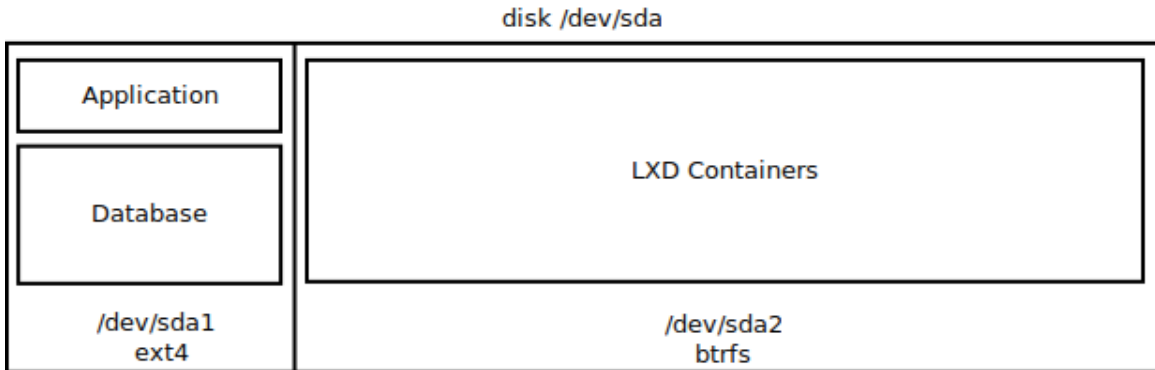 disk /dev/sda
Application
Database
/dev/sda1
ext4
LXD Containers
/dev/sda2
btrfs